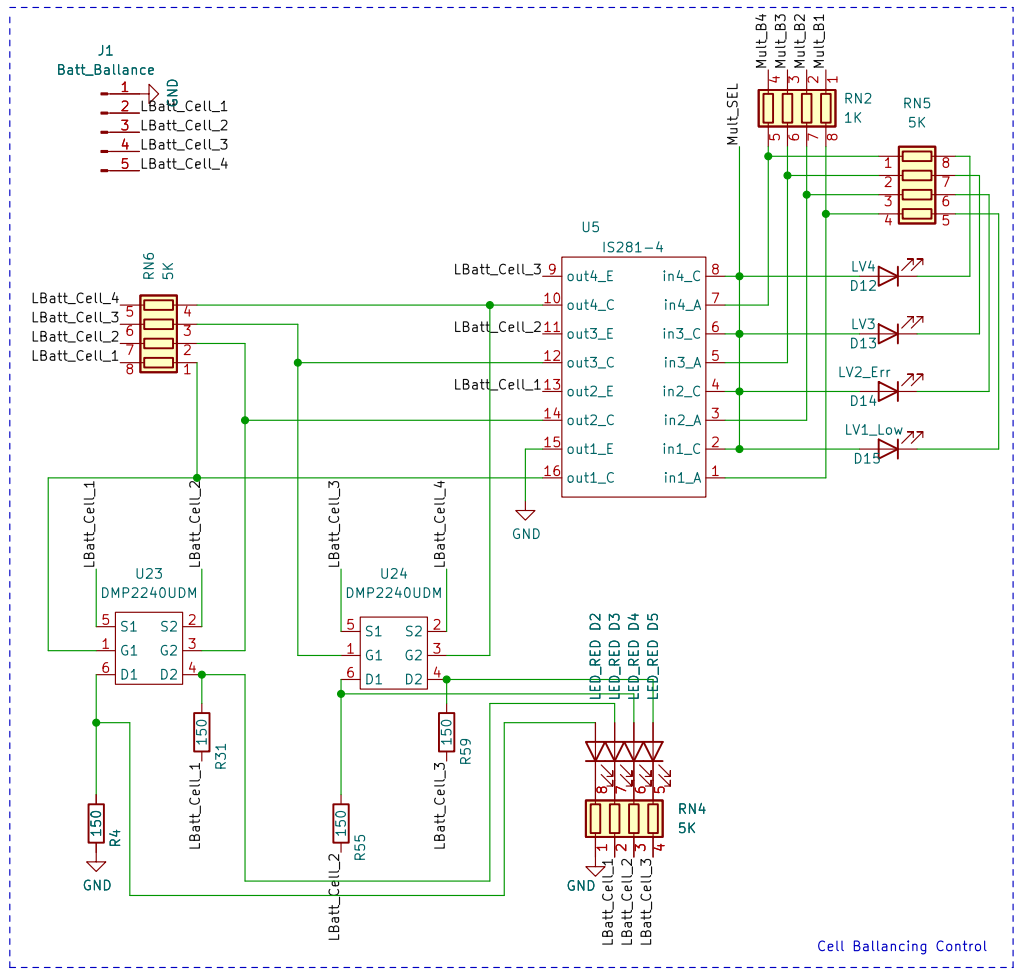 J1
Batt_Ballance
1
GND
2 LBatt_Cell_1
3 LBatt_Cell_2
4 LBatt_Cell_3
5 LBatt_Cell_4
Mult_B4
Mult_B3
Mult_B2
Mult_B1
Mult_SEL
4 3 2 1
RN2
1K
5 6 7 8
RN5
5K
1 8
2 7
3 6
4 5
RN6
5K
LBatt_Cell_4 5 4
LBatt_Cell_3 6 3
LBatt_Cell_2 7 2
LBatt_Cell_1 8 1
U5
IS281-4
LBatt_Cell_3 9 out4_E in4_C 8
10 out4_C in4_A 7
LBatt_Cell_2 11 out3_E in3_C 6
12 out3_C in3_A 5
LBatt_Cell_1 13 out2_E in2_C 4
14 out2_C in2_A 3
15 out1_E in1_C 2
16 out1_C in1_A 1
GND
LV4
D12
LV3
D13
LV2_Err
D14
LV1_Low
D15
LBatt_Cell_1
LBatt_Cell_2
LBatt_Cell_3
LBatt_Cell_4
U23
DMP2240UDM
5 S1 S2 2
1 G1 G2 3
6 D1 D2 4
U24
DMP2240UDM
5 S1 S2 2
1 G1 G2 3
6 D1 D2 4
150
R31
LBatt_Cell_1
150
R59
LBatt_Cell_3
150
R4
GND
150
R55
LBatt_Cell_2
LED_RED D2
LED_RED D3
LED_RED D4
LED_RED D5
8 7 6 5
RN4
5K
1 2 3 4
GND
LBatt_Cell_1
LBatt_Cell_2
LBatt_Cell_3
Cell Ballancing Control